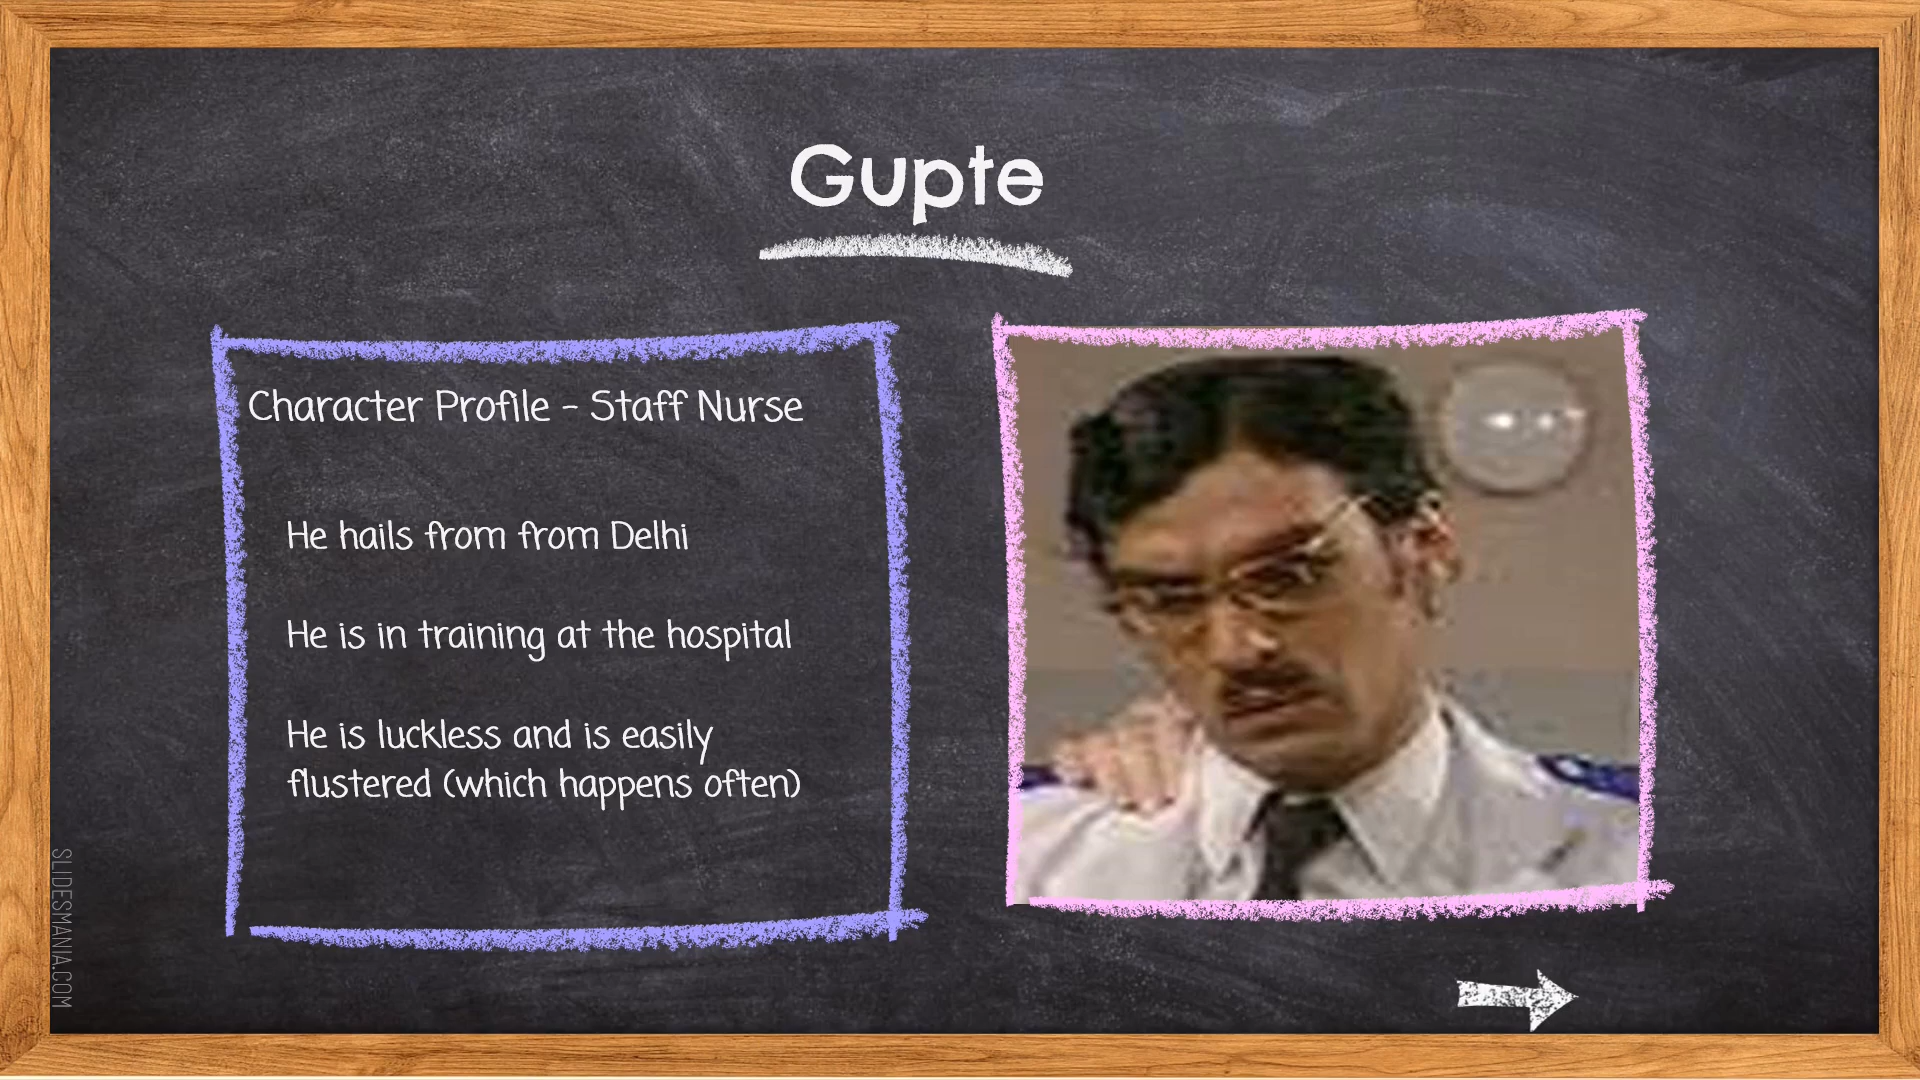 Gupte
Character Profile - Staff Nurse
He hails from from Delhi
He is in training at the hospital
He is luckless and is easily
flustered (which happens often)
SLIDESMANIA.COM